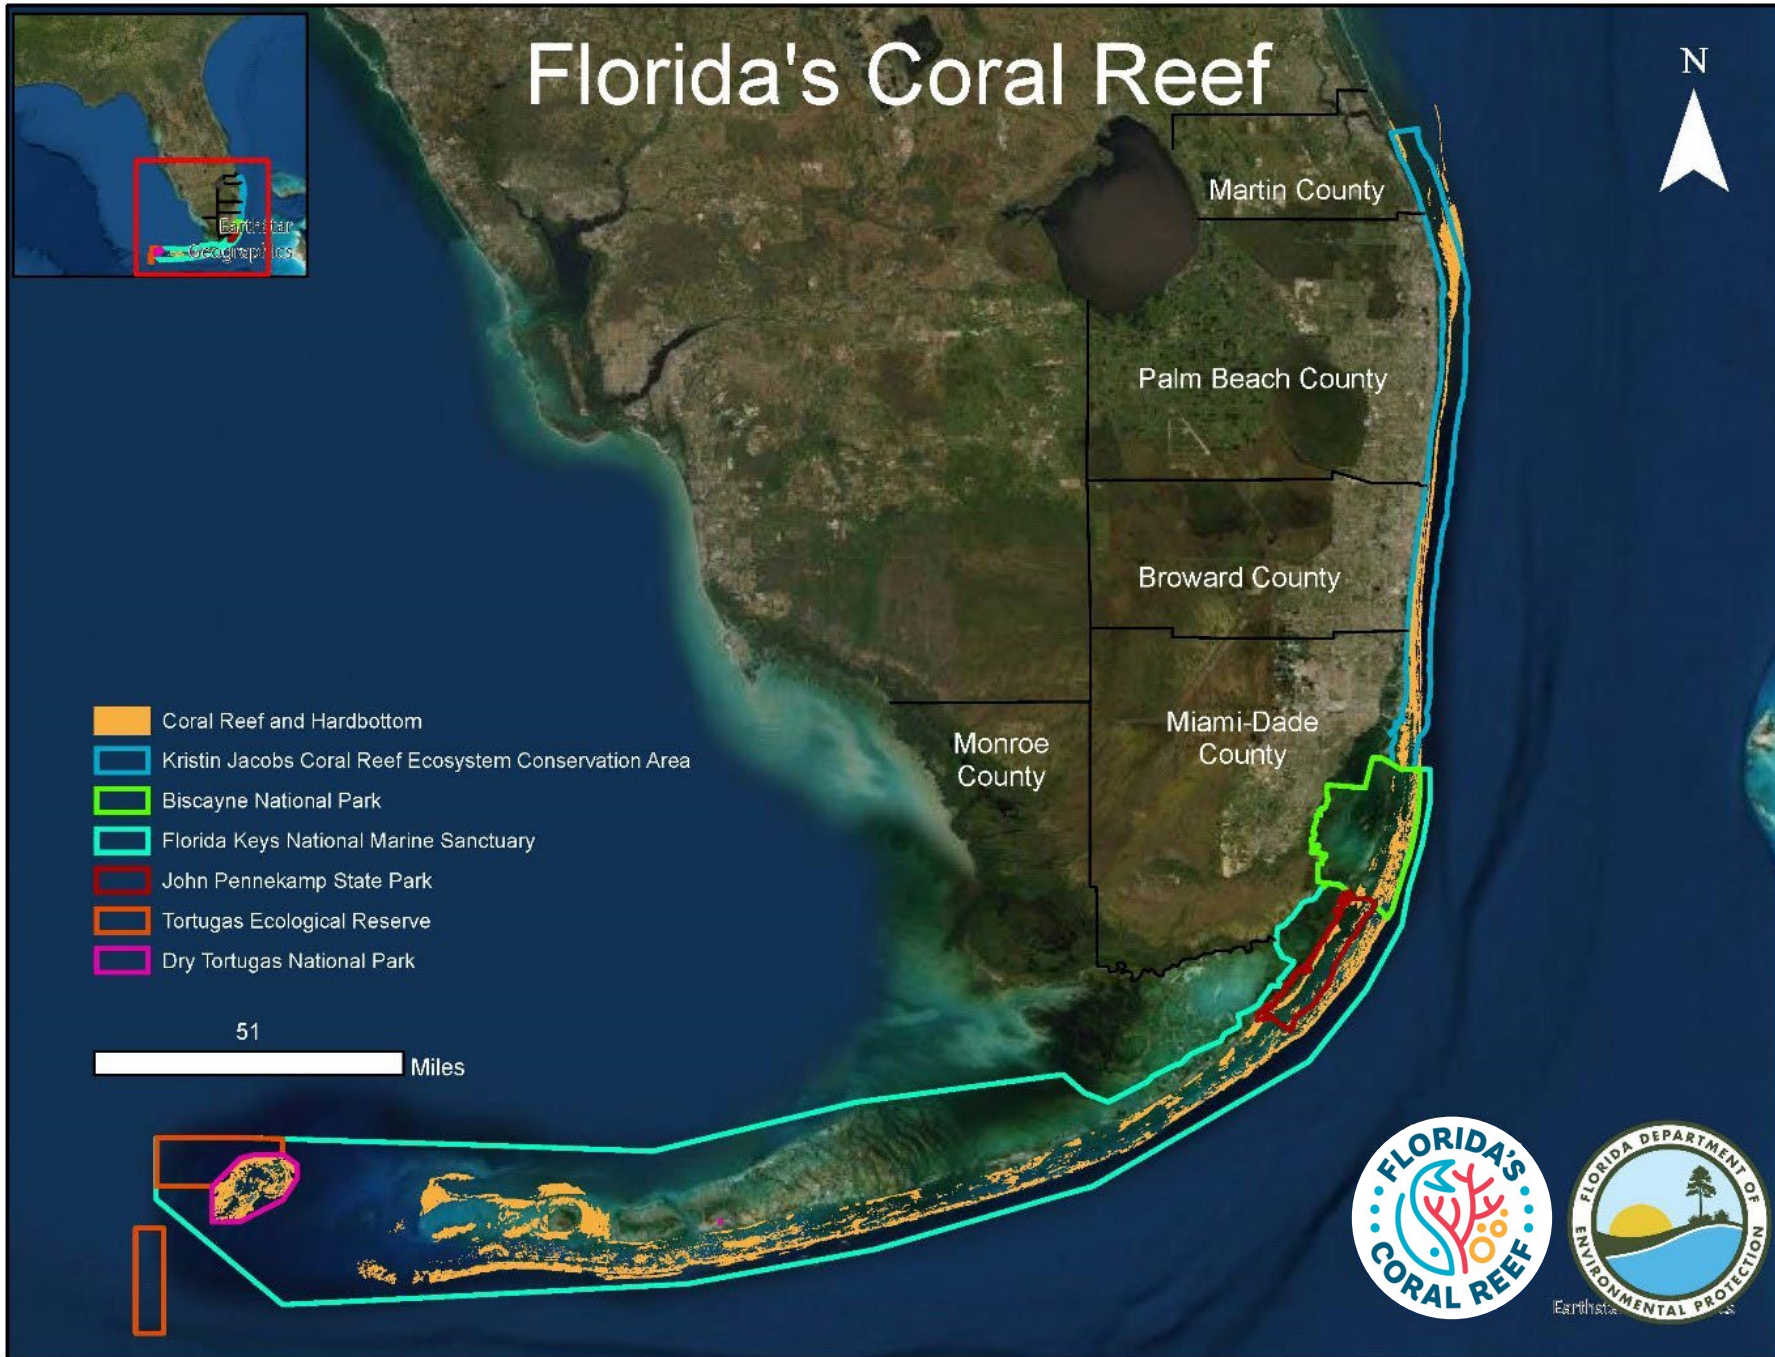 Florida's Coral Reef
N
Earthstar
Geographics
Martin County
Palm Beach County
Broward County
Miami-Dade
County
Monroe
County
Coral Reef and Hardbottom
Kristin Jacobs Coral Reef Ecosystem Conservation Area
Biscayne National Park
Florida Keys National Marine Sanctuary
John Pennekamp State Park
Tortugas Ecological Reserve
Dry Tortugas National Park
51
Miles
FLORIDA'S
CORAL REEF
FLORIDA DEPARTMENT OF
ENVIRONMENTAL PROTECTION